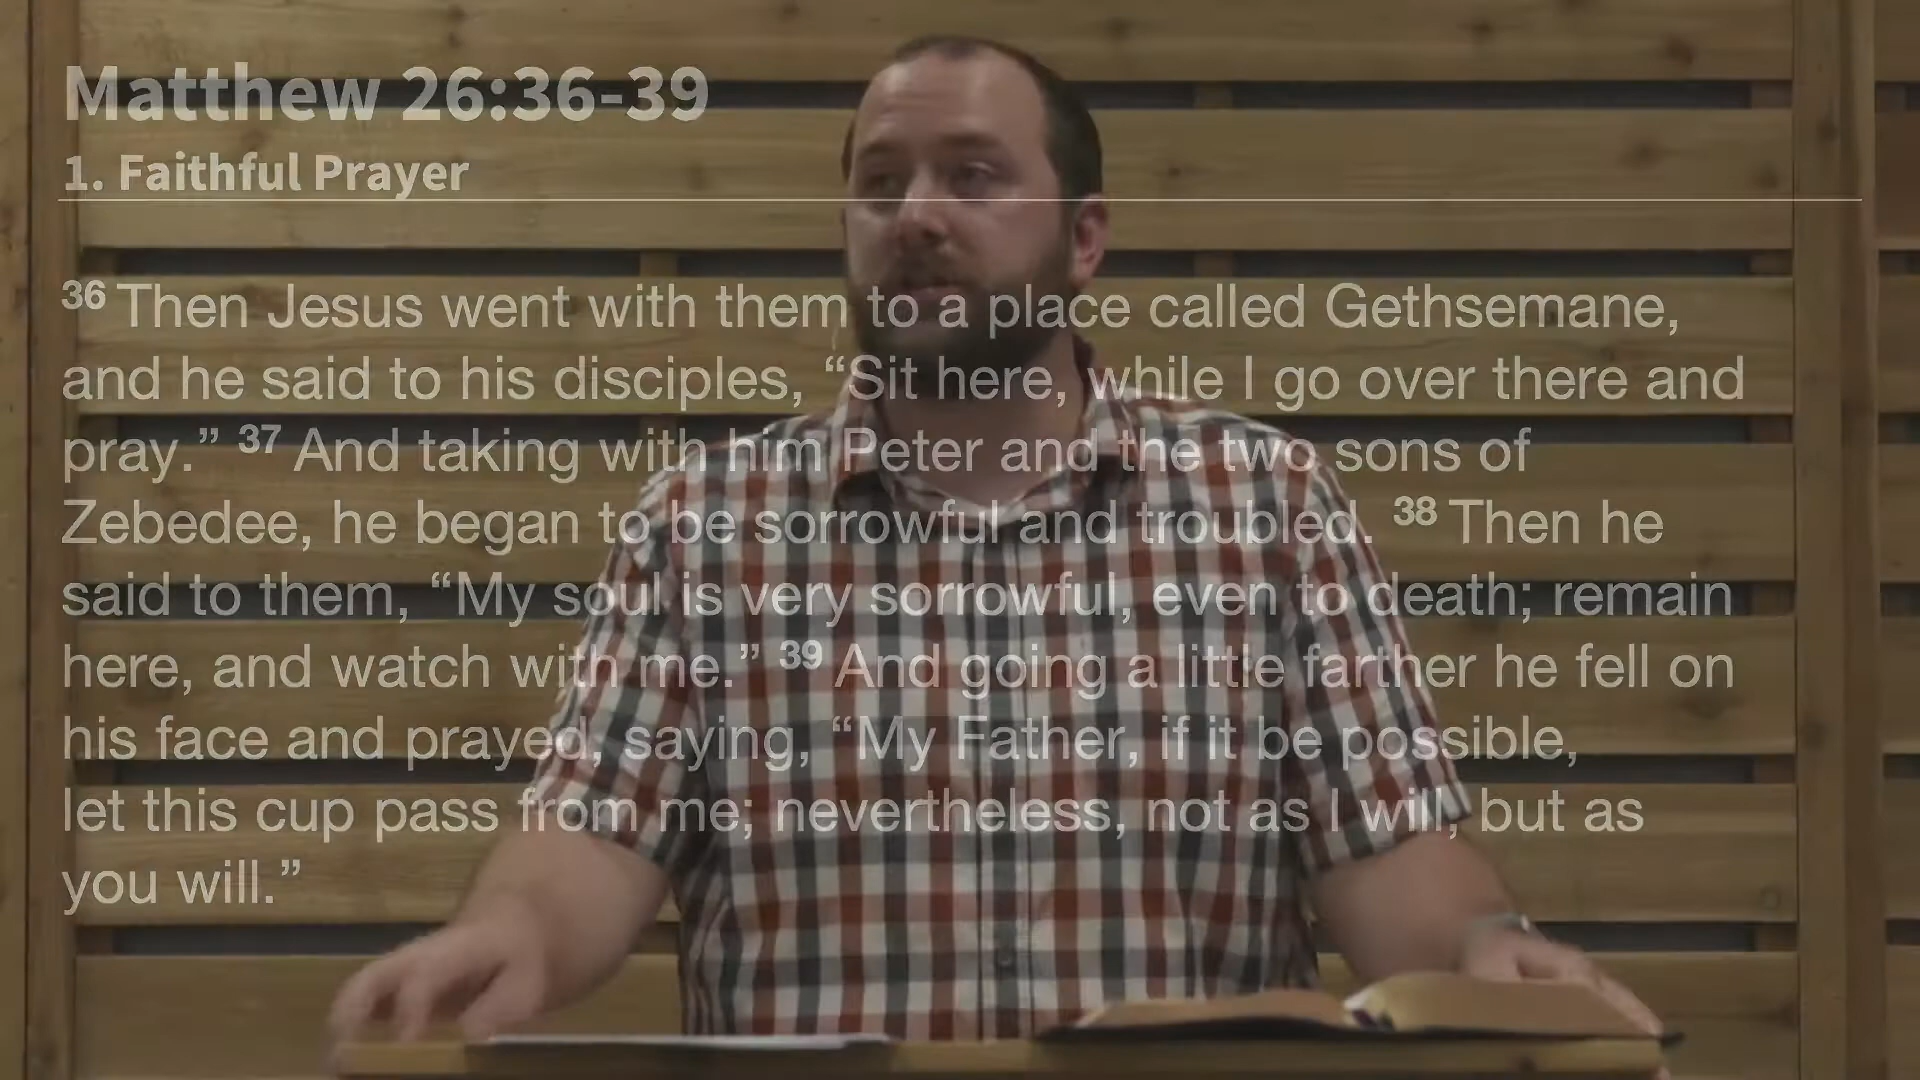 Matthew 26:36-39
1. Faithful Prayer
36 Then Jesus went with them to a place called Gethsemane,
and he said to his disciples, “Sit here, while I go over there and
pray.” 37 And taking with him Peter and the two sons of
Zebedee, he began to be sorrowful and troubled. 38 Then he
said to them, “My soul is very sorrowful, even to death; remain
here, and watch with me.” 39 And going a little farther he fell on
his face and prayed, saying, “My Father, if it be possible,
let this cup pass from me; nevertheless, not as I will, but as
you will.”